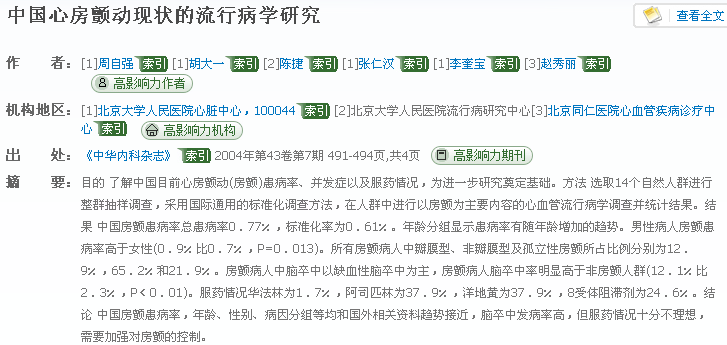 中国心房颤动现状的流行病学研究
查看全文
作 者：[1]周自强 索引 [1]胡大一 索引 [2]陈捷 索引 [1]张仁汉 索引 [1]李奎宝 索引 [3]赵秀丽 索引
高影响力作者
机构地区：[1]北京大学人民医院心脏中心，100044 索引 [2]北京大学人民医院流行病研究中心[3]北京同仁医院心血管疾病诊疗中
心 索引 高影响力机构
出 处：《中华内科杂志》 索引 2004年第43卷第7期 491-494页,共4页 高影响力期刊
摘 要：目的 了解中国目前心房颤动(房颤)患病率、并发症以及服药情况，为进一步研究奠定基础。方法 选取14个自然人群进行
整群抽样调查，采用国际通用的标准化调查方法，在人群中进行以房颤为主要内容的心血管流行病学调查并统计结果。结
果 中国房颤患病率总患病率0.77%，标准化率为0.61%。年龄分组显示患病率有随年龄增加的趋势。男性病人房颤患
病率高于女性(0.9%比0.7%，P=0.013)。所有房颤病人中瓣膜型、非瓣膜型及孤立性房颤所占比例分别为12.
9%，65.2%和21.9%。房颤病人中脑卒中以缺血性脑卒中为主，房颤病人脑卒中率明显高于非房颤人群(12.1%比
2.3%，P<0.01)。服药情况华法林为1.7%，阿司匹林为37.9%，洋地黄为37.9%，β受体阻滞剂为24.6%。结
论 中国房颤患病率，年龄、性别、病因分组等均和国外相关资料趋势接近，脑卒中发病率高，但服药情况十分不理想，
需要加强对房颤的控制。